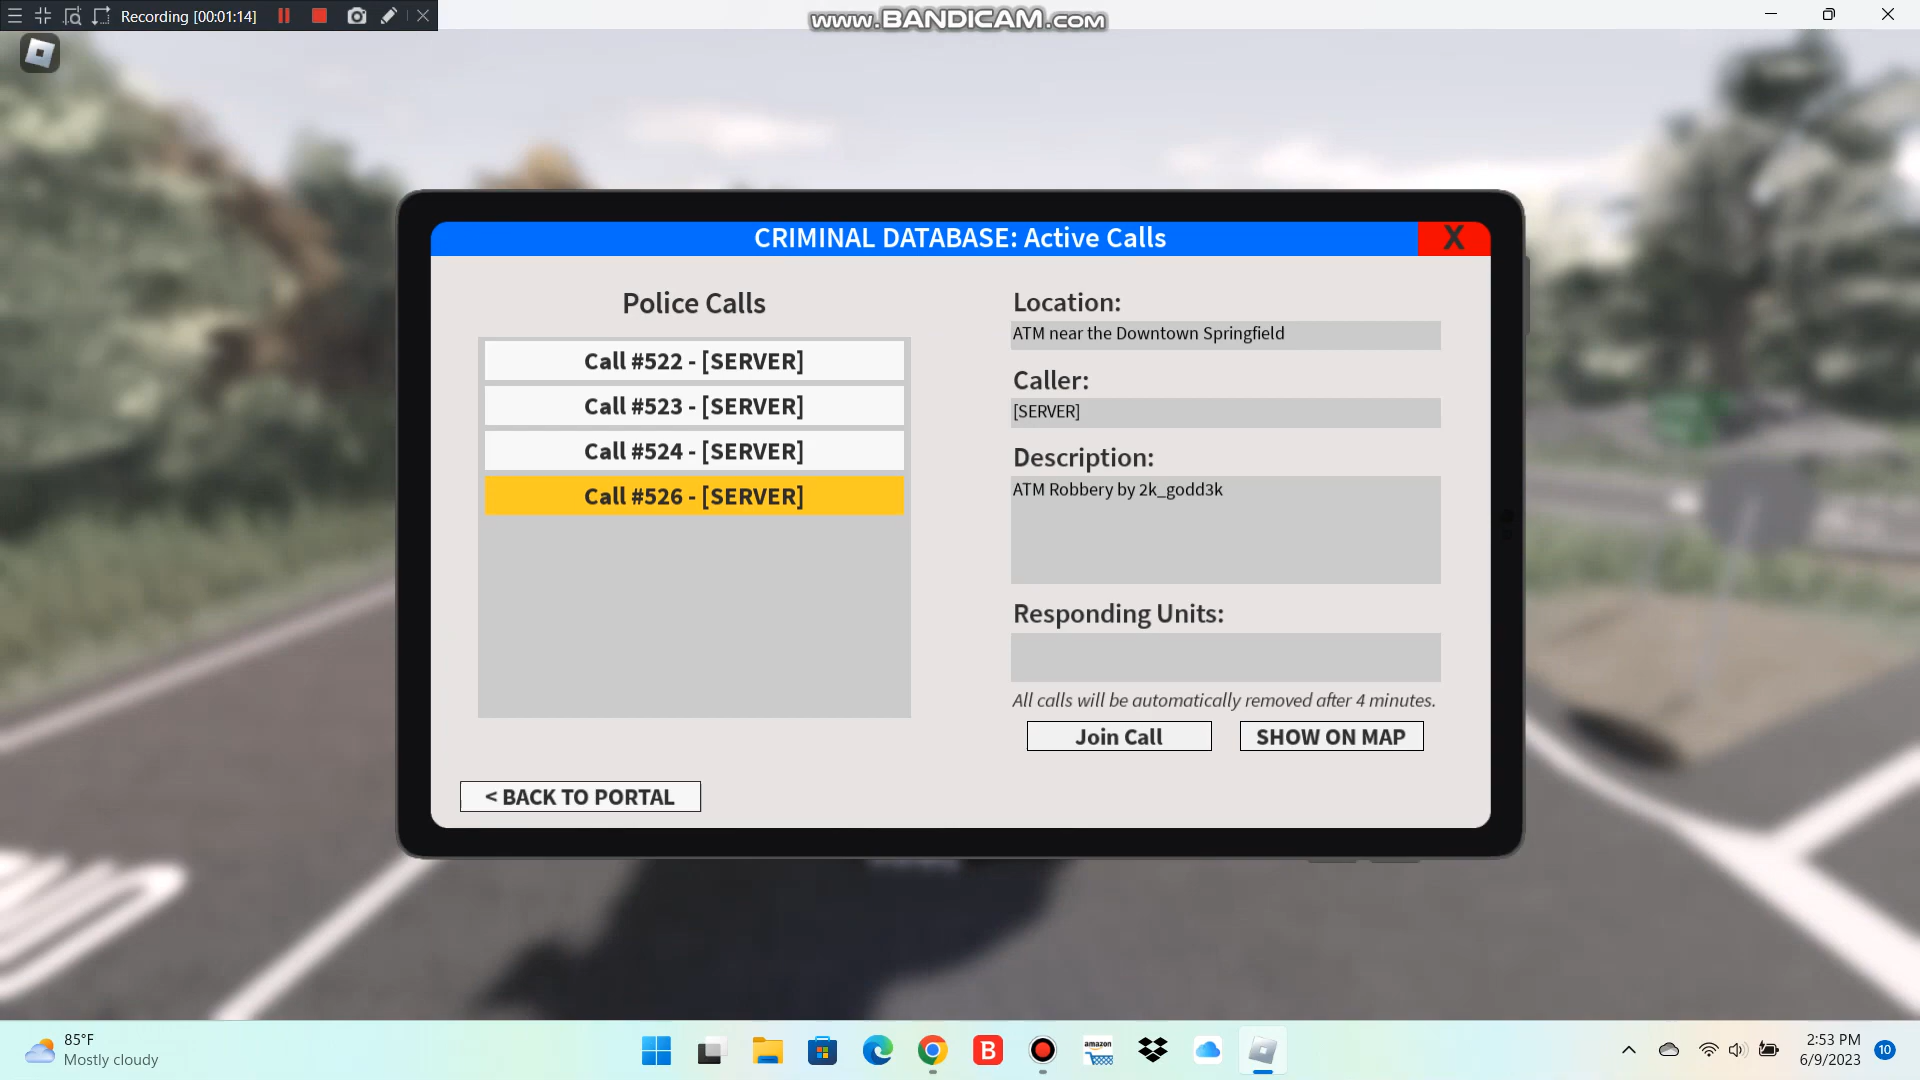 Recording [00:01:14]
www.BANDICAM.com
CRIMINAL DATABASE: Active Calls
X
Police Calls
Call #522 - [SERVER]
Call #523 - [SERVER]
Call #524 - [SERVER]
Call #526 - [SERVER]
Location:
ATM near the Downtown Springfield
Caller:
[SERVER]
Description:
ATM Robbery by 2k_godd3k
Responding Units:
All calls will be automatically removed after 4 minutes.
Join Call
SHOW ON MAP
< BACK TO PORTAL
85°F
Mostly cloudy
B
amazon
2:53 PM
6/9/2023
10